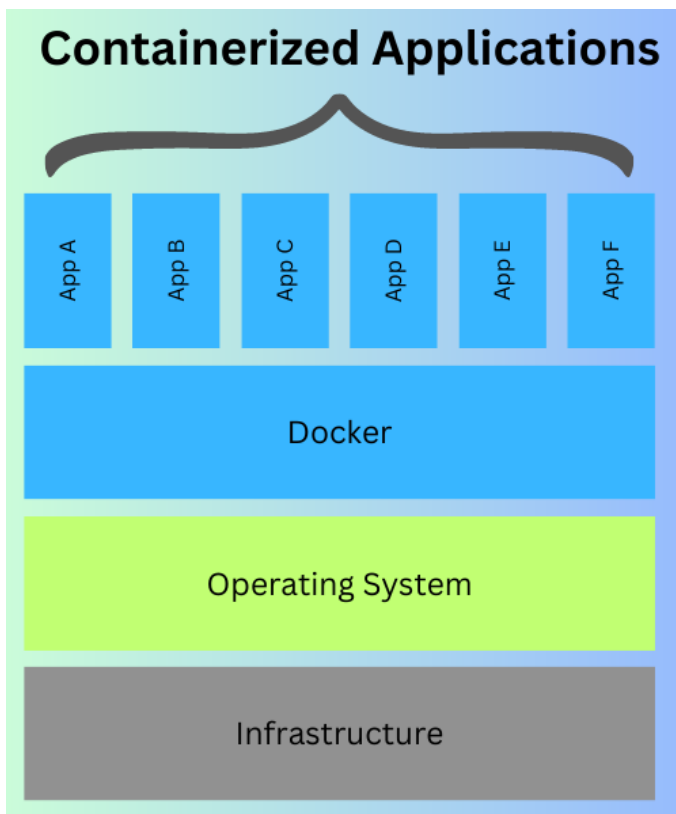 Containerized Applications
App A
App B
App C
App D
App E
App F
Docker
Operating System
Infrastructure